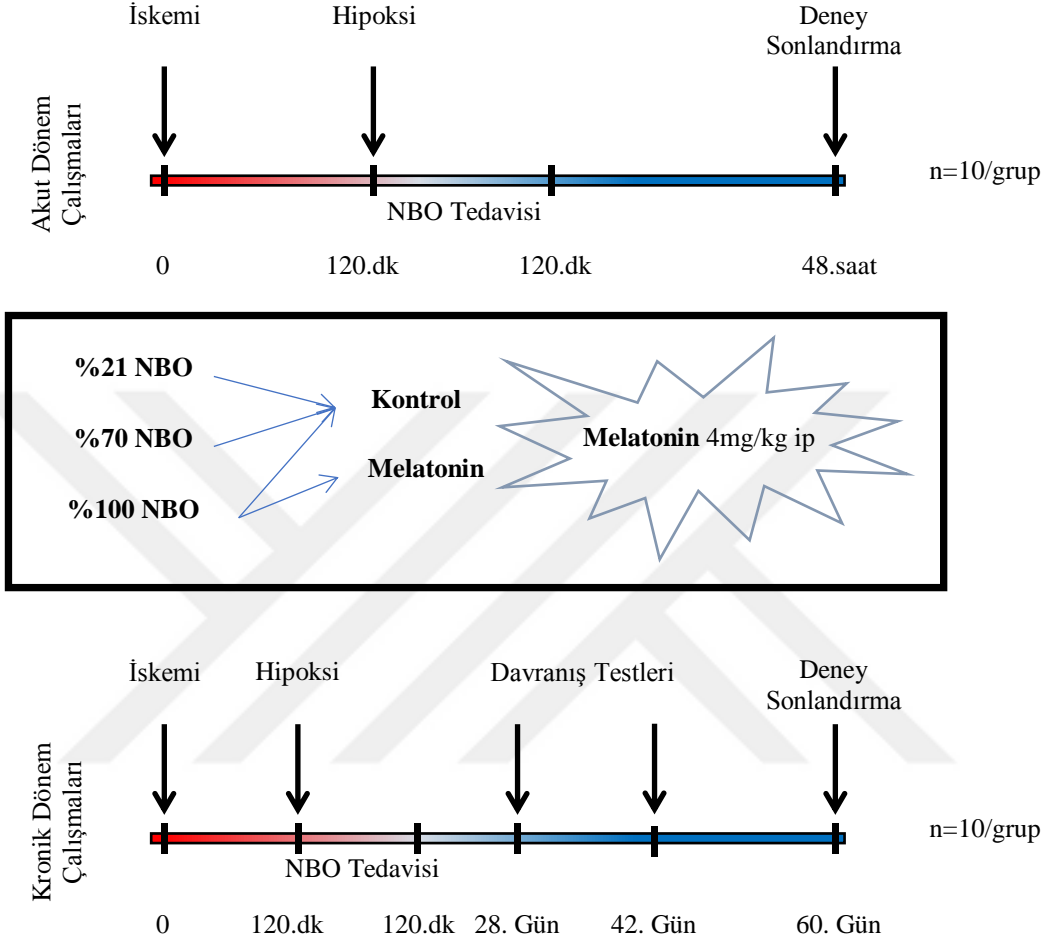 İskemi
Hipoksi
Deney
Sonlandırma
Akut Dönem
Çalışmaları
n=10/grup
NBO Tedavisi
0
120.dk
120.dk
48.saat
%21 NBO
%70 NBO
%100 NBO
Kontrol
Melatonin
Melatonin 4mg/kg ip
İskemi
Hipoksi
Davranış Testleri
Deney
Sonlandırma
Kronik Dönem
Çalışmaları
n=10/grup
NBO Tedavisi
0
120.dk
120.dk
28. Gün
42. Gün
60. Gün